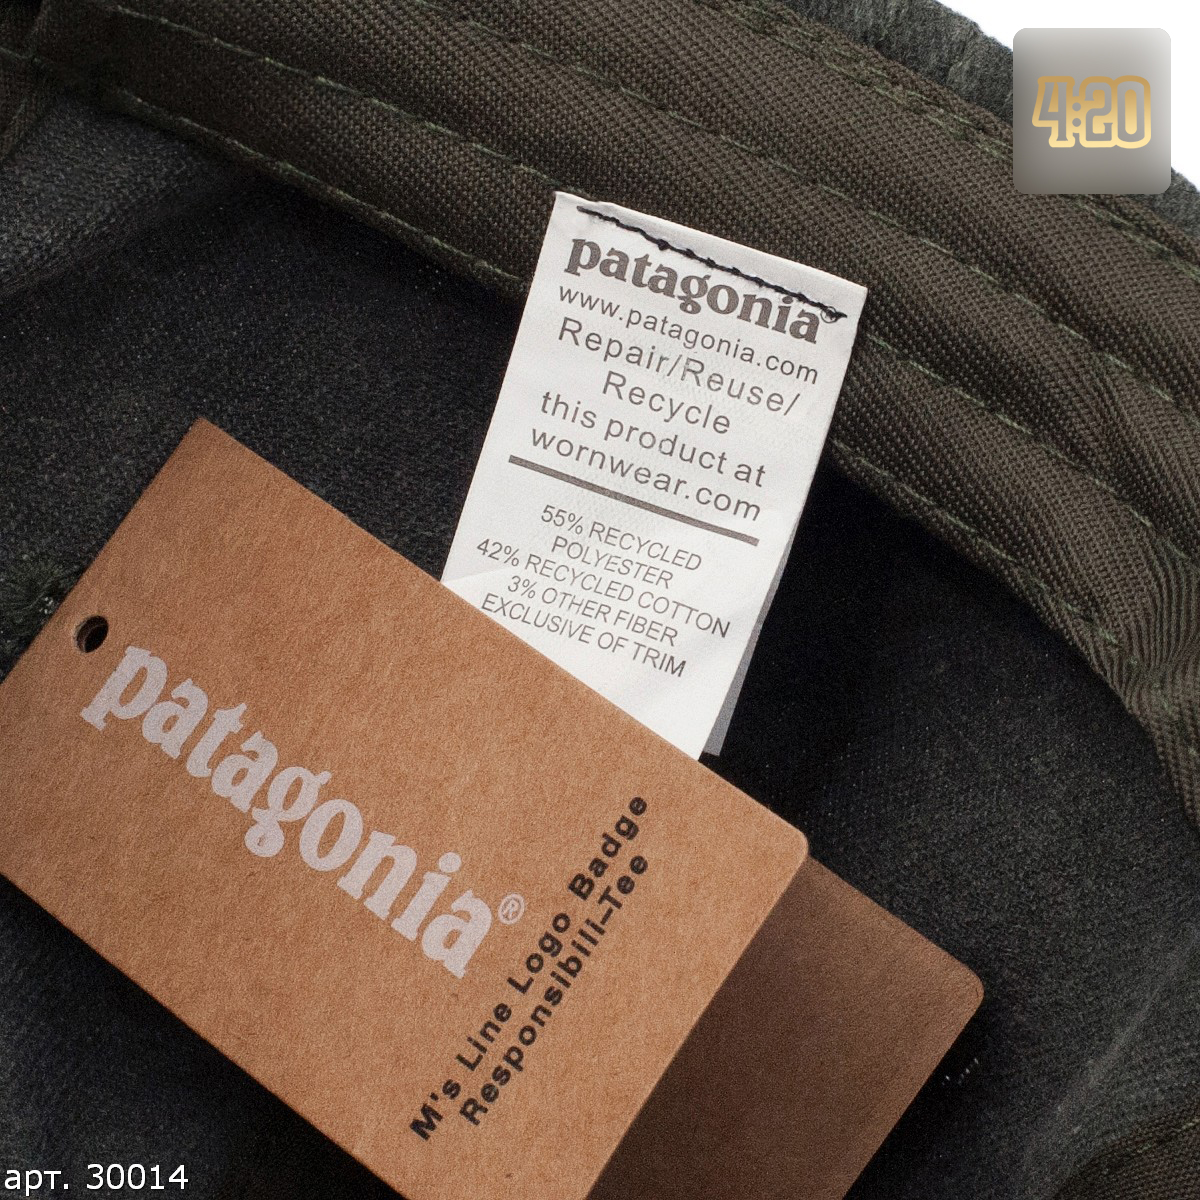 4:20
patagonia®
www.patagonia.com
Repair/Reuse/
Recycle
this product at
wornwear.com
55% RECYCLED
POLYESTER
42% RECYCLED COTTON
3% OTHER FIBER
EXCLUSIVE OF TRIM
patagonia®
M's Line Logo Badge
Responsibili-Tee
арт. 30014